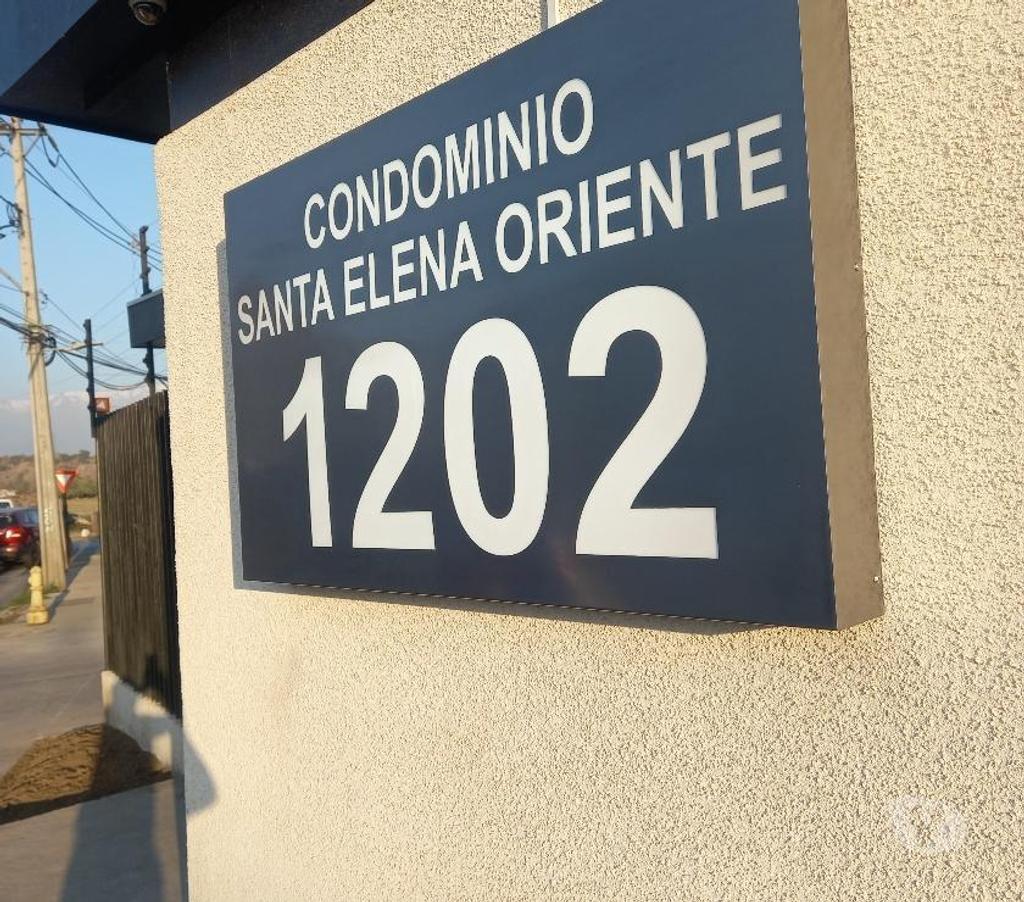 CONDOMINIO
SANTA ELENA ORIENTE
1202